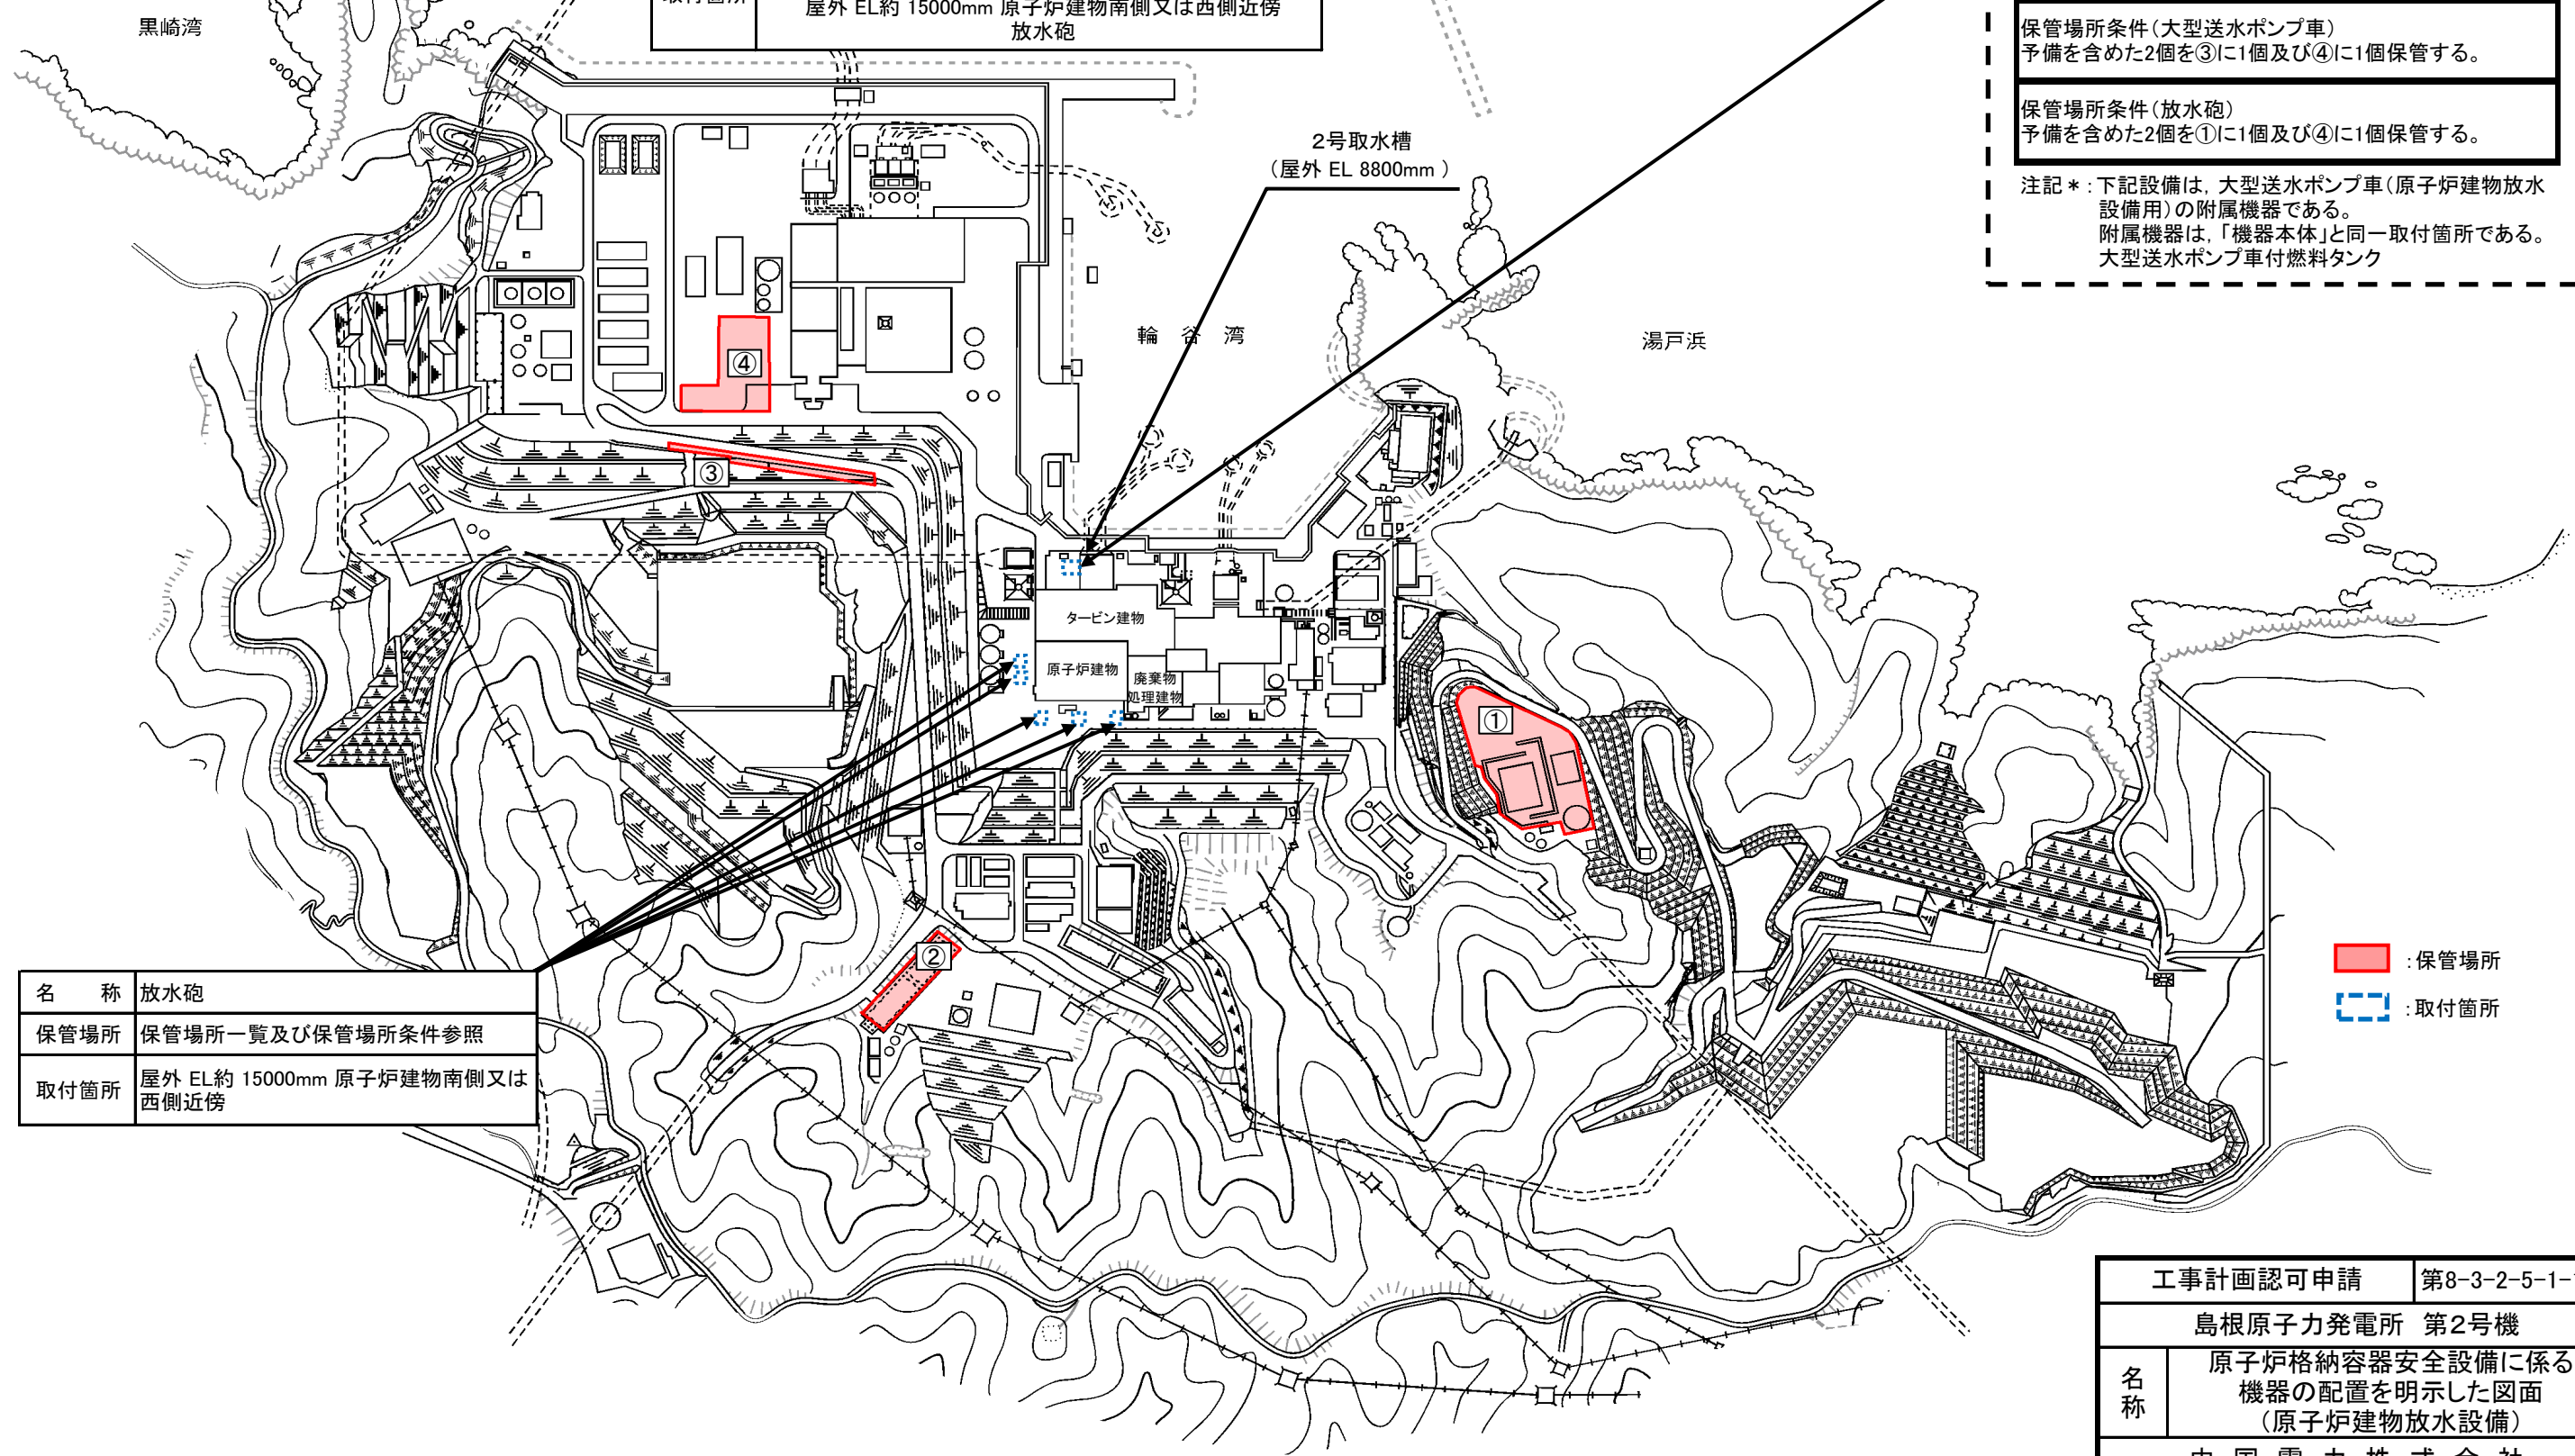 黒崎湾
屋外 EL約 15000mm 原子炉建物南側又は西側近傍
放水砲
保管場所条件(大型送水ポンプ車)
予備を含めた2個を③に1個及び④に1個保管する。
保管場所条件(放水砲)
予備を含めた2個を①に1個及び④に1個保管する。
注記*:下記設備は,大型送水ポンプ車(原子炉建物放水
設備用)の附属機器である。
附属機器は,「機器本体」と同一取付箇所である。
大型送水ポンプ車付燃料タンク
2号取水槽
(屋外 EL 8800mm )
輪 谷 湾
湯戸浜
④
③
タービン建物
原子炉建物
廃棄物
処理建物
①
②
名 称 放水砲
保管場所 保管場所一覧及び保管場所条件参照
取付箇所 屋外 EL約 15000mm 原子炉建物南側又は
西側近傍
:保管場所
:取付箇所
工事計画認可申請 第8-3-2-5-1-
島根原子力発電所 第2号機
名称 原子炉格納容器安全設備に係る
機器の配置を明示した図面
(原子炉建物放水設備)
中 国 電 力 株 式 会 社